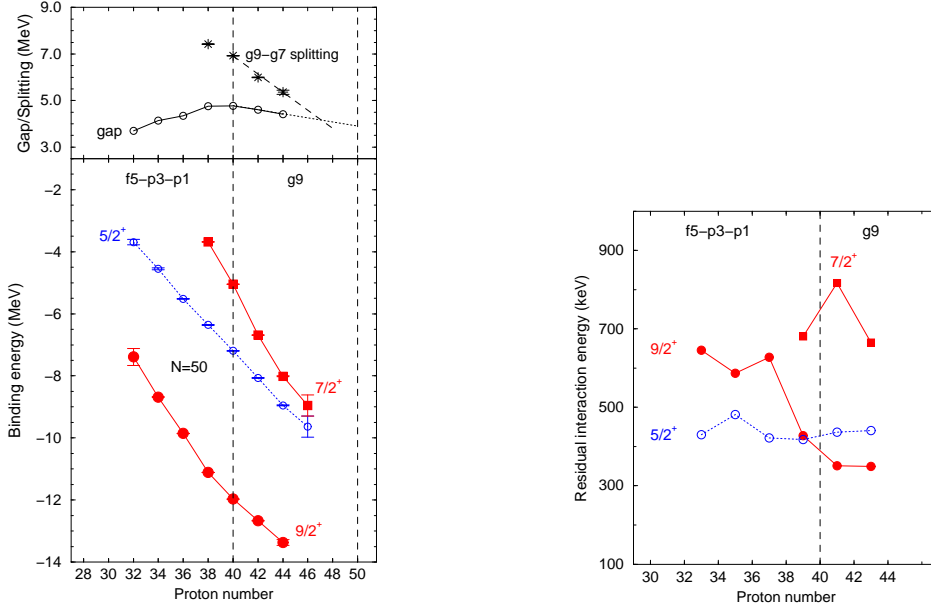 9.0
7.0
5.0
3.0
Gap/Splitting (MeV)
g9−g7 splitting
gap
f5−p3−p1
g9
−2
−4
−6
−8
−10
−12
−14
Binding energy (MeV)
5/2+
N=50
7/2+
9/2+
28 30 32 34 36 38 40 42 44 46 48 50
Proton number
f5−p3−p1
g9
900
700
500
300
100
Residual interaction energy (keV)
7/2+
9/2+
5/2+
30 32 34 36 38 40 42 44
Proton number